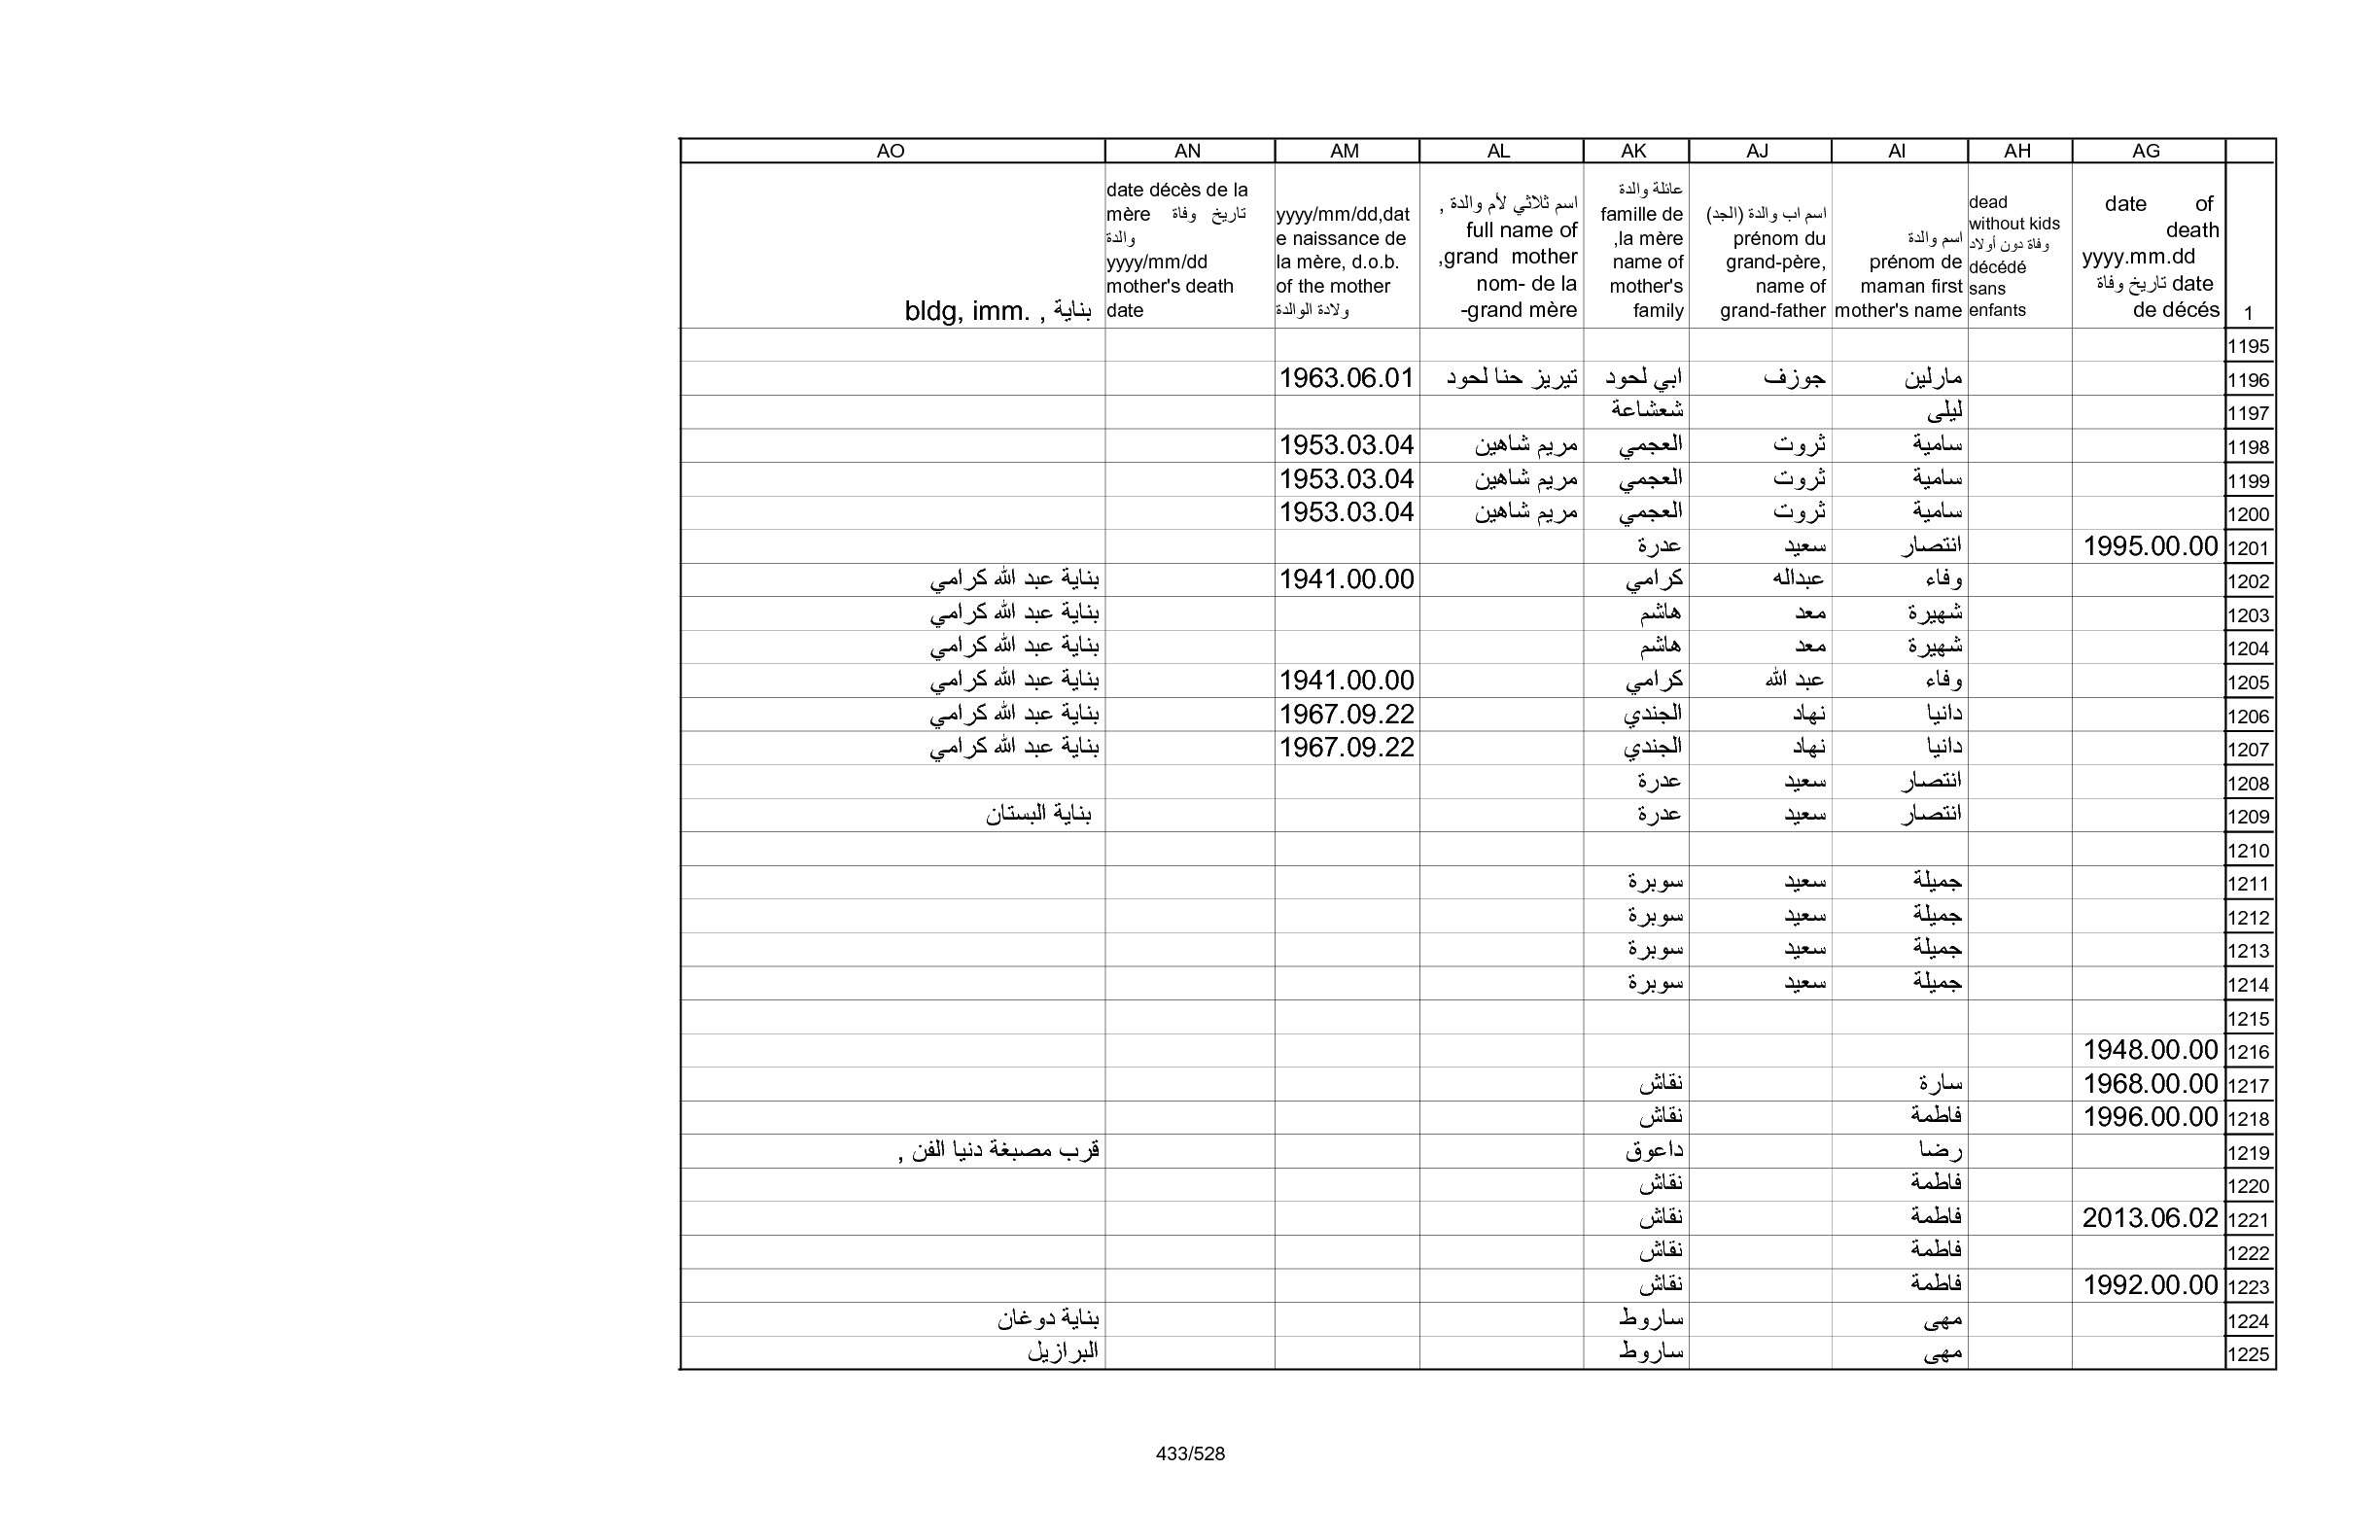 AG AH AI AJ AK AL AM AN AO
1 date of death yyyy.mm.dd تاريخ وفاة date de décés | dead without kids وفاة دون أولاد décédé sans enfants | اسم والدة prénom de maman first mother's name | اسم اب والدة (الجد) prénom du grand-père, name of grand-father | عائلة والدة famille de la mère, name of mother's family | اسم ثلاثي لأم والدة , full name of grand mother, nom- de la grand mère- | yyyy/mm/dd,date naissance de la mère, d.o.b. of the mother ولادة الوالدة | date décès de la mère تاريخ وفاة والدة yyyy/mm/dd mother's death date | بناية , bldg, imm.
1195
1196 مارلين جوزف ابي لحود تيريز حنا لحود 1963.06.01
1197 ليلى شعشاعة
1198 سامية ثروت العجمي مريم شاهين 1953.03.04
1199 سامية ثروت العجمي مريم شاهين 1953.03.04
1200 سامية ثروت العجمي مريم شاهين 1953.03.04
1201 1995.00.00 انتصار سعيد عدرة
1202 وفاء عبداله كرامي 1941.00.00 بناية عبد الله كرامي
1203 شهيرة معد هاشم بناية عبد الله كرامي
1204 شهيرة معد هاشم بناية عبد الله كرامي
1205 وفاء عبد الله كرامي 1941.00.00 بناية عبد الله كرامي
1206 دانيا نهاد الجندي 1967.09.22 بناية عبد الله كرامي
1207 دانيا نهاد الجندي 1967.09.22 بناية عبد الله كرامي
1208 انتصار سعيد عدرة
1209 انتصار سعيد عدرة بناية البستان
1210
1211 جميلة سعيد سوبرة
1212 جميلة سعيد سوبرة
1213 جميلة سعيد سوبرة
1214 جميلة سعيد سوبرة
1215
1216 1948.00.00
1217 1968.00.00 سارة نقاش
1218 1996.00.00 فاطمة نقاش
1219 رضا داعوق قرب مصبغة دنيا الفن ,
1220 فاطمة نقاش
1221 2013.06.02 فاطمة نقاش
1222 فاطمة نقاش
1223 1992.00.00 فاطمة نقاش
1224 مهى ساروط بناية دوغان
1225 مهى ساروط البرازيل
433/528